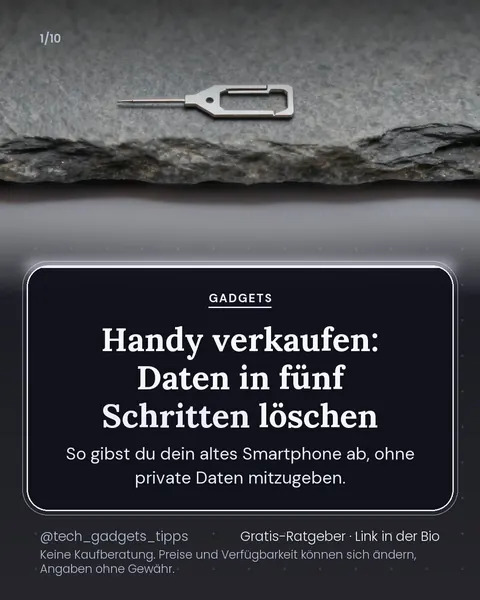 1/10
GADGETS
Handy verkaufen:
Daten in fünf
Schritten löschen
So gibst du dein altes Smartphone ab, ohne
private Daten mitzugeben.
@tech_gadgets_tipps
Gratis-Ratgeber · Link in der Bio
Keine Kaufberatung. Preise und Verfügbarkeit können sich ändern,
Angaben ohne Gewähr.